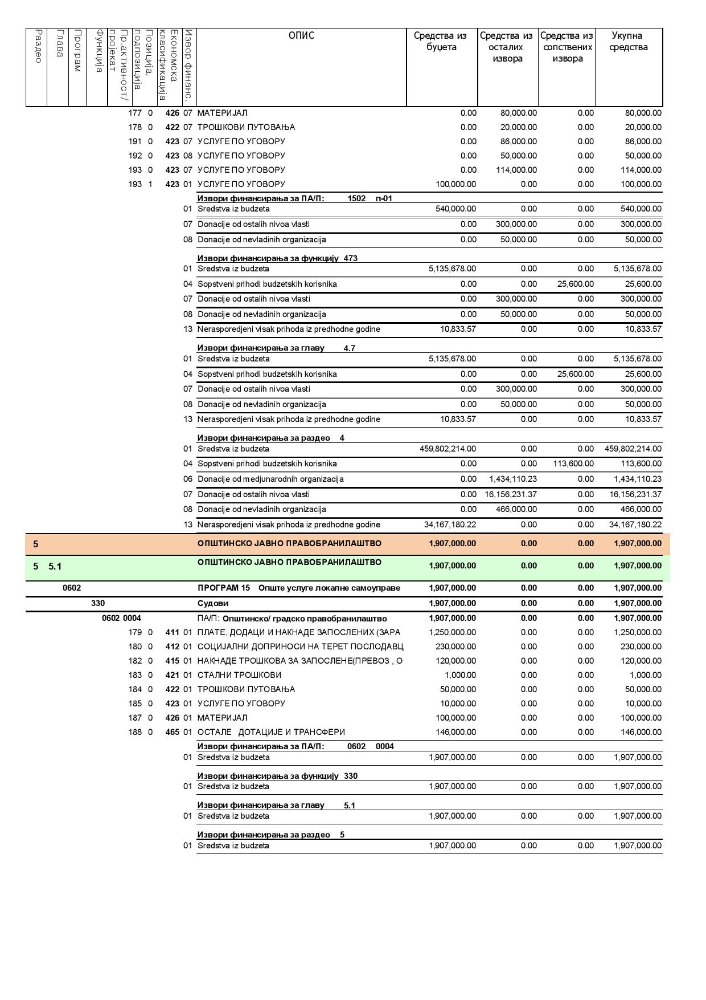 Раздео Глава Програм Функција Пр.активност/ пројекат Позиција, подпозиција Економска класификација Извор финанс. ОПИС Средства из буџета Средства из осталих извора Средства из сопствених извора Укупна средства
177 0 426 07 МАТЕРИЈАЛ 0.00 80,000.00 0.00 80,000.00
178 0 422 07 ТРОШКОВИ ПУТОВАЊА 0.00 20,000.00 0.00 20,000.00
191 0 423 07 УСЛУГЕ ПО УГОВОРУ 0.00 86,000.00 0.00 86,000.00
192 0 423 08 УСЛУГЕ ПО УГОВОРУ 0.00 50,000.00 0.00 50,000.00
193 0 423 07 УСЛУГЕ ПО УГОВОРУ 0.00 114,000.00 0.00 114,000.00
193 1 423 01 УСЛУГЕ ПО УГОВОРУ 100,000.00 0.00 0.00 100,000.00
Извори финансирања за ПА/П: 1502 п-01
01 Sredstva iz budzeta 540,000.00 0.00 0.00 540,000.00
07 Donacije od ostalih nivoa vlasti 0.00 300,000.00 0.00 300,000.00
08 Donacije od nevladinih organizacija 0.00 50,000.00 0.00 50,000.00
Извори финансирања за функцију 473
01 Sredstva iz budzeta 5,135,678.00 0.00 0.00 5,135,678.00
04 Sopstveni prihodi budzetskih korisnika 0.00 0.00 25,600.00 25,600.00
07 Donacije od ostalih nivoa vlasti 0.00 300,000.00 0.00 300,000.00
08 Donacije od nevladinih organizacija 0.00 50,000.00 0.00 50,000.00
13 Nerasporedjeni visak prihoda iz predhodne godine 10,833.57 0.00 0.00 10,833.57
Извори финансирања за главу 4.7
01 Sredstva iz budzeta 5,135,678.00 0.00 0.00 5,135,678.00
04 Sopstveni prihodi budzetskih korisnika 0.00 0.00 25,600.00 25,600.00
07 Donacije od ostalih nivoa vlasti 0.00 300,000.00 0.00 300,000.00
08 Donacije od nevladinih organizacija 0.00 50,000.00 0.00 50,000.00
13 Nerasporedjeni visak prihoda iz predhodne godine 10,833.57 0.00 0.00 10,833.57
Извори финансирања за раздео 4
01 Sredstva iz budzeta 459,802,214.00 0.00 0.00 459,802,214.00
04 Sopstveni prihodi budzetskih korisnika 0.00 0.00 113,600.00 113,600.00
06 Donacije od medjunarodnih organizacija 0.00 1,434,110.23 0.00 1,434,110.23
07 Donacije od ostalih nivoa vlasti 0.00 16,156,231.37 0.00 16,156,231.37
08 Donacije od nevladinih organizacija 0.00 466,000.00 0.00 466,000.00
13 Nerasporedjeni visak prihoda iz predhodne godine 34,167,180.22 0.00 0.00 34,167,180.22
5 ОПШТИНСКО ЈАВНО ПРАВОБРАНИЛАШТВО 1,907,000.00 0.00 0.00 1,907,000.00
5 5.1 ОПШТИНСКО ЈАВНО ПРАВОБРАНИЛАШТВО 1,907,000.00 0.00 0.00 1,907,000.00
0602 ПРОГРАМ 15 Опште услуге локалне самоуправе 1,907,000.00 0.00 0.00 1,907,000.00
330 Судови 1,907,000.00 0.00 0.00 1,907,000.00
0602 0004 ПА/П: Општинско/ градско правобранилаштво 1,907,000.00 0.00 0.00 1,907,000.00
179 0 411 01 ПЛАТЕ, ДОДАЦИ И НАКНАДЕ ЗАПОСЛЕНИХ (ЗАРА 1,250,000.00 0.00 0.00 1,250,000.00
180 0 412 01 СОЦИЈАЛНИ ДОПРИНОСИ НА ТЕРЕТ ПОСЛОДАВЦ 230,000.00 0.00 0.00 230,000.00
182 0 415 01 НАКНАДЕ ТРОШКОВА ЗА ЗАПОСЛЕНЕ(ПРЕВОЗ , О 120,000.00 0.00 0.00 120,000.00
183 0 421 01 СТАЛНИ ТРОШКОВИ 1,000.00 0.00 0.00 1,000.00
184 0 422 01 ТРОШКОВИ ПУТОВАЊА 50,000.00 0.00 0.00 50,000.00
185 0 423 01 УСЛУГЕ ПО УГОВОРУ 10,000.00 0.00 0.00 10,000.00
187 0 426 01 МАТЕРИЈАЛ 100,000.00 0.00 0.00 100,000.00
188 0 465 01 ОСТАЛЕ ДОТАЦИЈЕ И ТРАНСФЕРИ 146,000.00 0.00 0.00 146,000.00
Извори финансирања за ПА/П: 0602 0004
01 Sredstva iz budzeta 1,907,000.00 0.00 0.00 1,907,000.00
Извори финансирања за функцију 330
01 Sredstva iz budzeta 1,907,000.00 0.00 0.00 1,907,000.00
Извори финансирања за главу 5.1
01 Sredstva iz budzeta 1,907,000.00 0.00 0.00 1,907,000.00
Извори финансирања за раздео 5
01 Sredstva iz budzeta 1,907,000.00 0.00 0.00 1,907,000.00